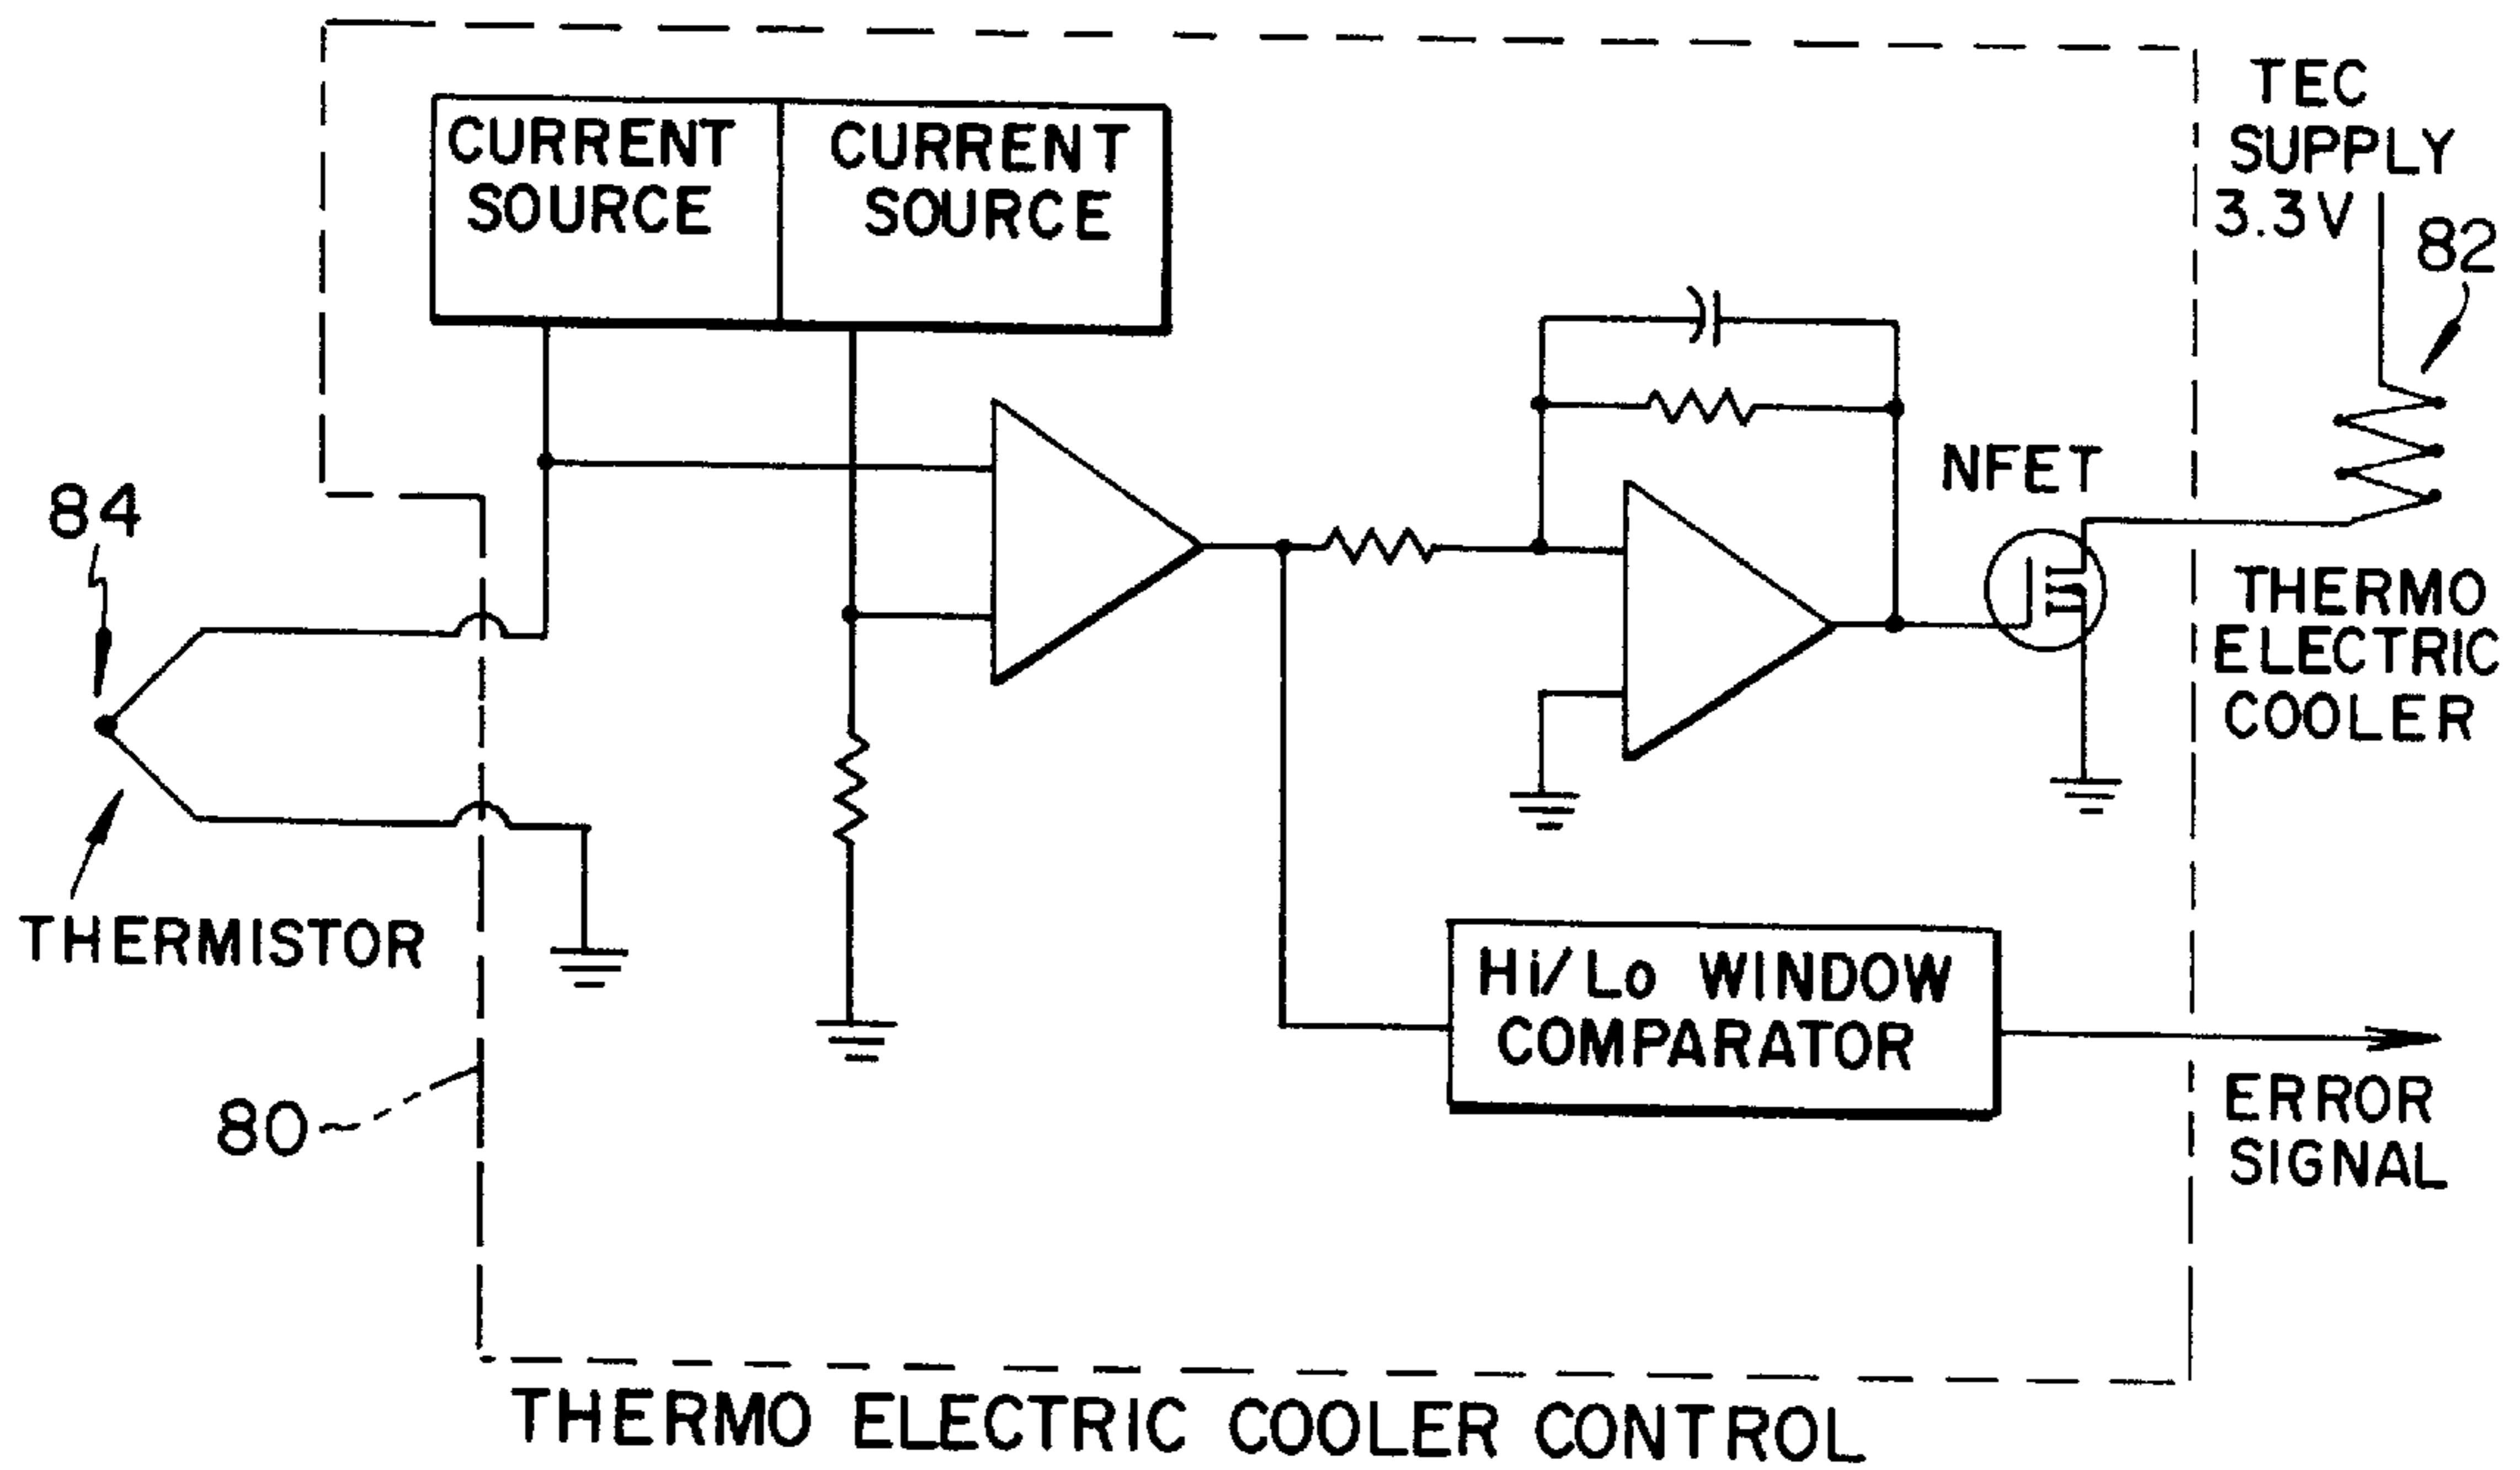 CURRENT
SOURCE
CURRENT
SOURCE
TEC
SUPPLY
3.3V
82
NFET
84
THERMO
ELECTRIC
COOLER
THERMISTOR
Hi/Lo WINDOW
COMPARATOR
80
ERROR
SIGNAL
THERMO ELECTRIC COOLER CONTROL